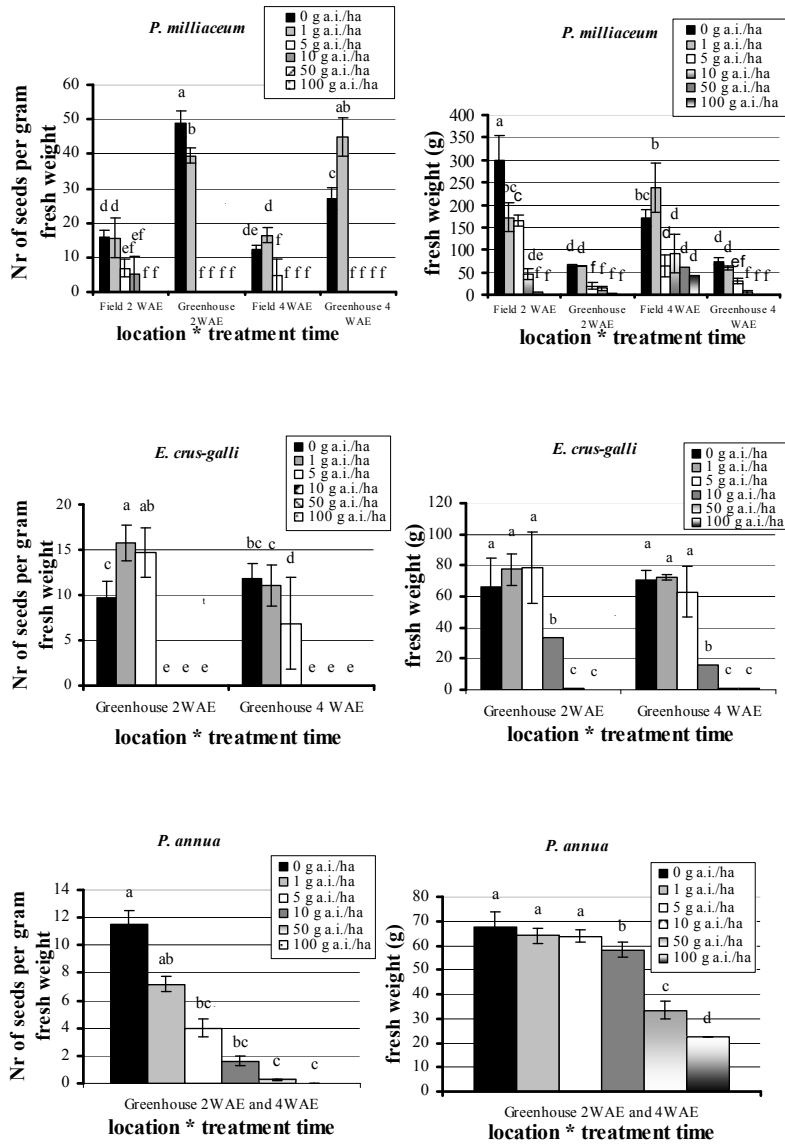 P. milliaceum
0 g a.i./ha
1 g a.i./ha
5 g a.i./ha
10 g a.i./ha
50 g a.i./ha
100 g a.i./ha
Nr of seeds per gram
fresh weight
60
50
40
30
20
10
0
d d ef ef f f
a b f f f f
de d f f f f
c ab f f f f
Field 2 WAE
Greenhouse
2WAE
Field 4WAE
Greenhouse 4
WAE
location * treatment time
P. milliaceum
0 g a.i./ha
1 g a.i./ha
5 g a.i./ha
10 g a.i./ha
50 g a.i./ha
100 g a.i./ha
fresh weight (g)
400
350
300
250
200
150
100
50
0
a bc c de f f
d d f f f f
bc b d d d d
d d ef f f f
Field 2 WAE
Greenhouse
2WAE
Field 4 WAE
Greenhouse 4
WAE
location * treatment time
E. crus-galli
0 g a.i./ha
1 g a.i./ha
5 g a.i./ha
10 g a.i./ha
50 g a.i./ha
100 g a.i./ha
Nr of seeds per gram
fresh weight
20
15
10
5
0
c a ab e e e
bc c d e e e
Greenhouse 2WAE
Greenhouse 4 WAE
location * treatment time
E. crus-galli
0 g a.i./ha
1 g a.i./ha
5 g a.i./ha
10 g a.i./ha
50 g a.i./ha
100 g a.i./ha
fresh weight (g)
120
100
80
60
40
20
0
a a a b c c
a a a b c c
Greenhouse 2WAE
Greenhouse 4 WAE
location * treatment time
P. annua
0 g a.i./ha
1 g a.i./ha
5 g a.i./ha
10 g a.i./ha
50 g a.i./ha
100 g a.i./ha
Nr of seeds per gram
fresh weight
14
12
10
8
6
4
2
0
a ab bc bc c c
Greenhouse 2WAE and 4WAE
location * treatment time
P. annua
0 g a.i./ha
1 g a.i./ha
5 g a.i./ha
10 g a.i./ha
50 g a.i./ha
100 g a.i./ha
fresh weight (g)
80
70
60
50
40
30
20
10
0
a a a b c d
Greenhouse 2WAE and 4WAE
location * treatment time